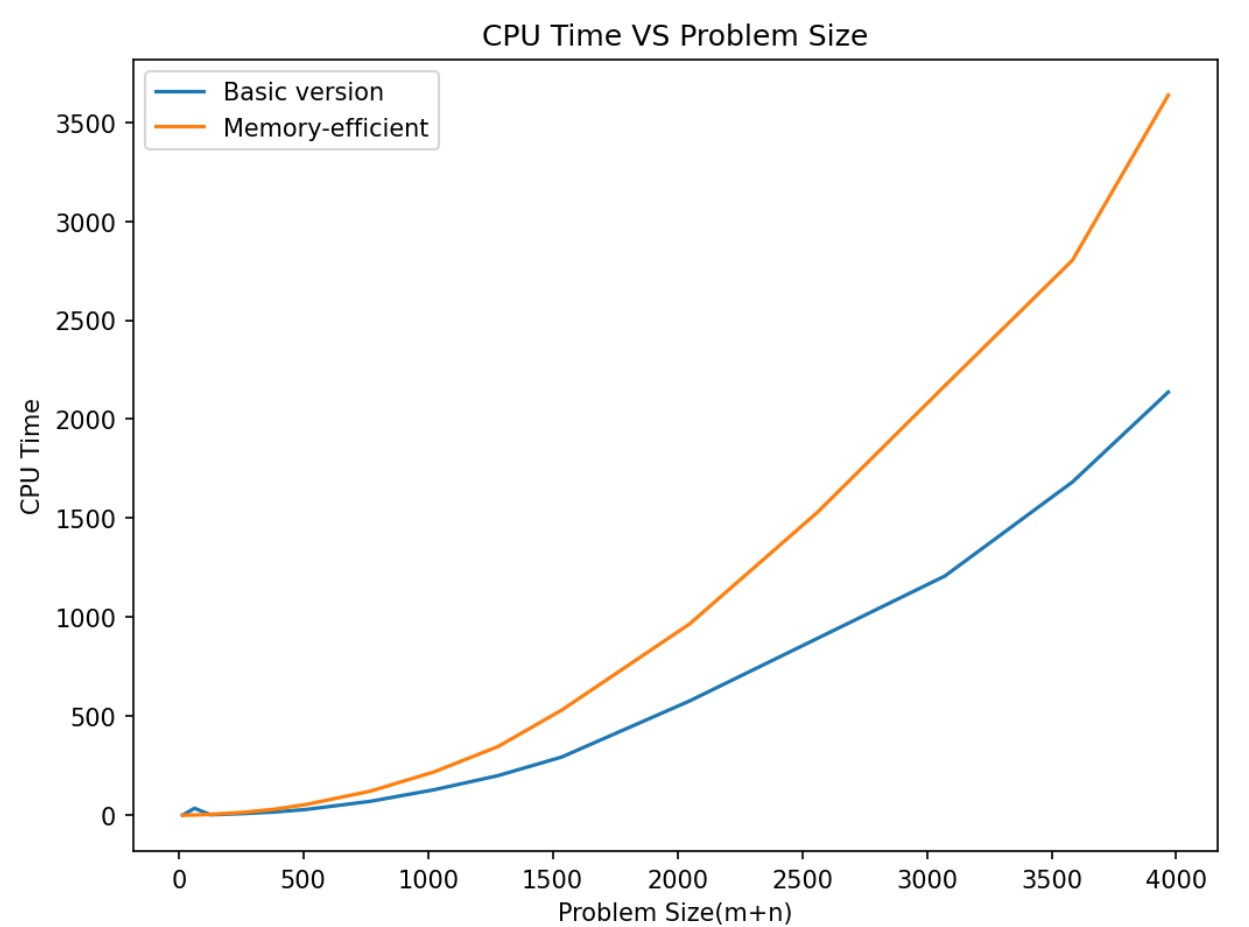 CPU Time VS Problem Size
Basic version
Memory-efficient
3500
3000
2500
2000
1500
1000
500
0
CPU Time
0 500 1000 1500 2000 2500 3000 3500 4000
Problem Size(m+n)